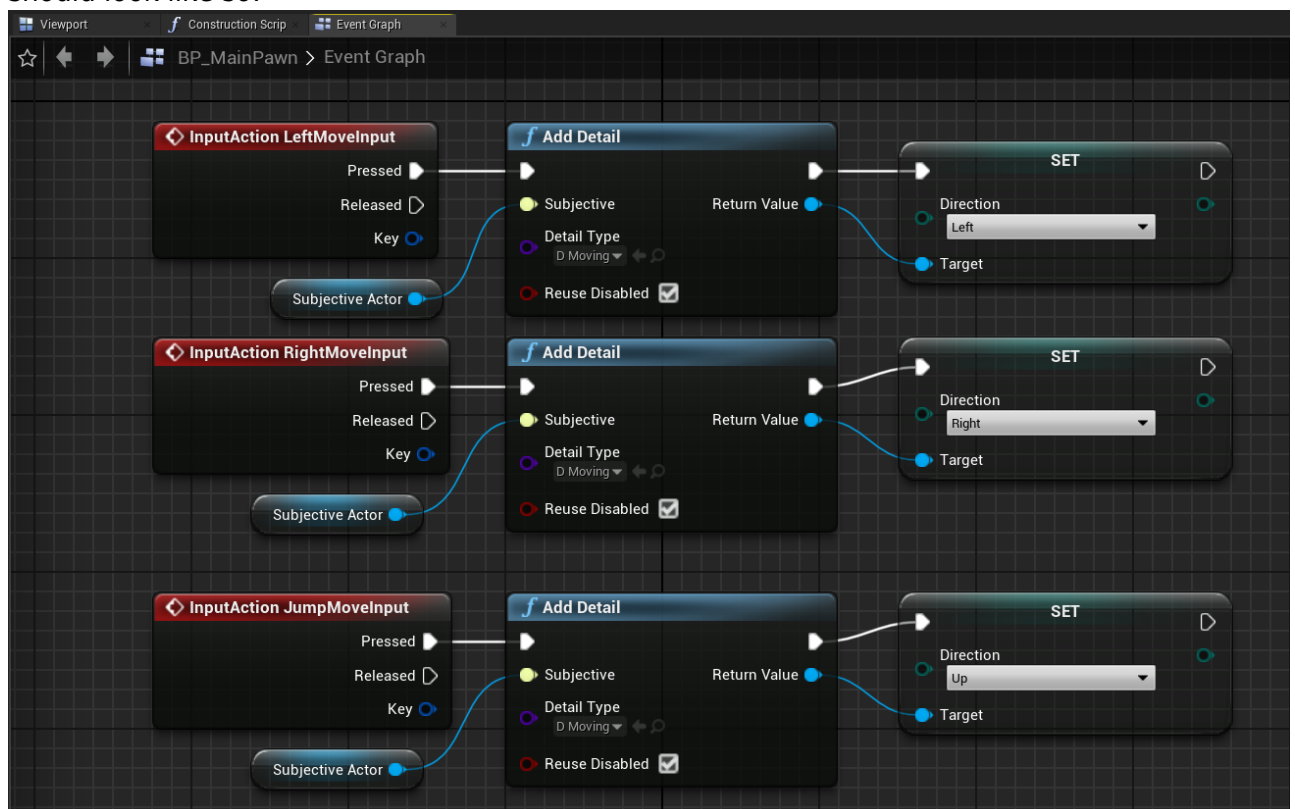 Viewport
Construction Scrip
Event Graph
BP_MainPawn > Event Graph
InputAction LeftMoveInput
Pressed
Released
Key
Subjective Actor
f Add Detail
Subjective
Return Value
Detail Type
D Moving
Reuse Disabled
SET
Direction
Left
Target
InputAction RightMoveInput
Pressed
Released
Key
Subjective Actor
f Add Detail
Subjective
Return Value
Detail Type
D Moving
Reuse Disabled
SET
Direction
Right
Target
InputAction JumpMoveInput
Pressed
Released
Key
Subjective Actor
f Add Detail
Subjective
Return Value
Detail Type
D Moving
Reuse Disabled
SET
Direction
Up
Target